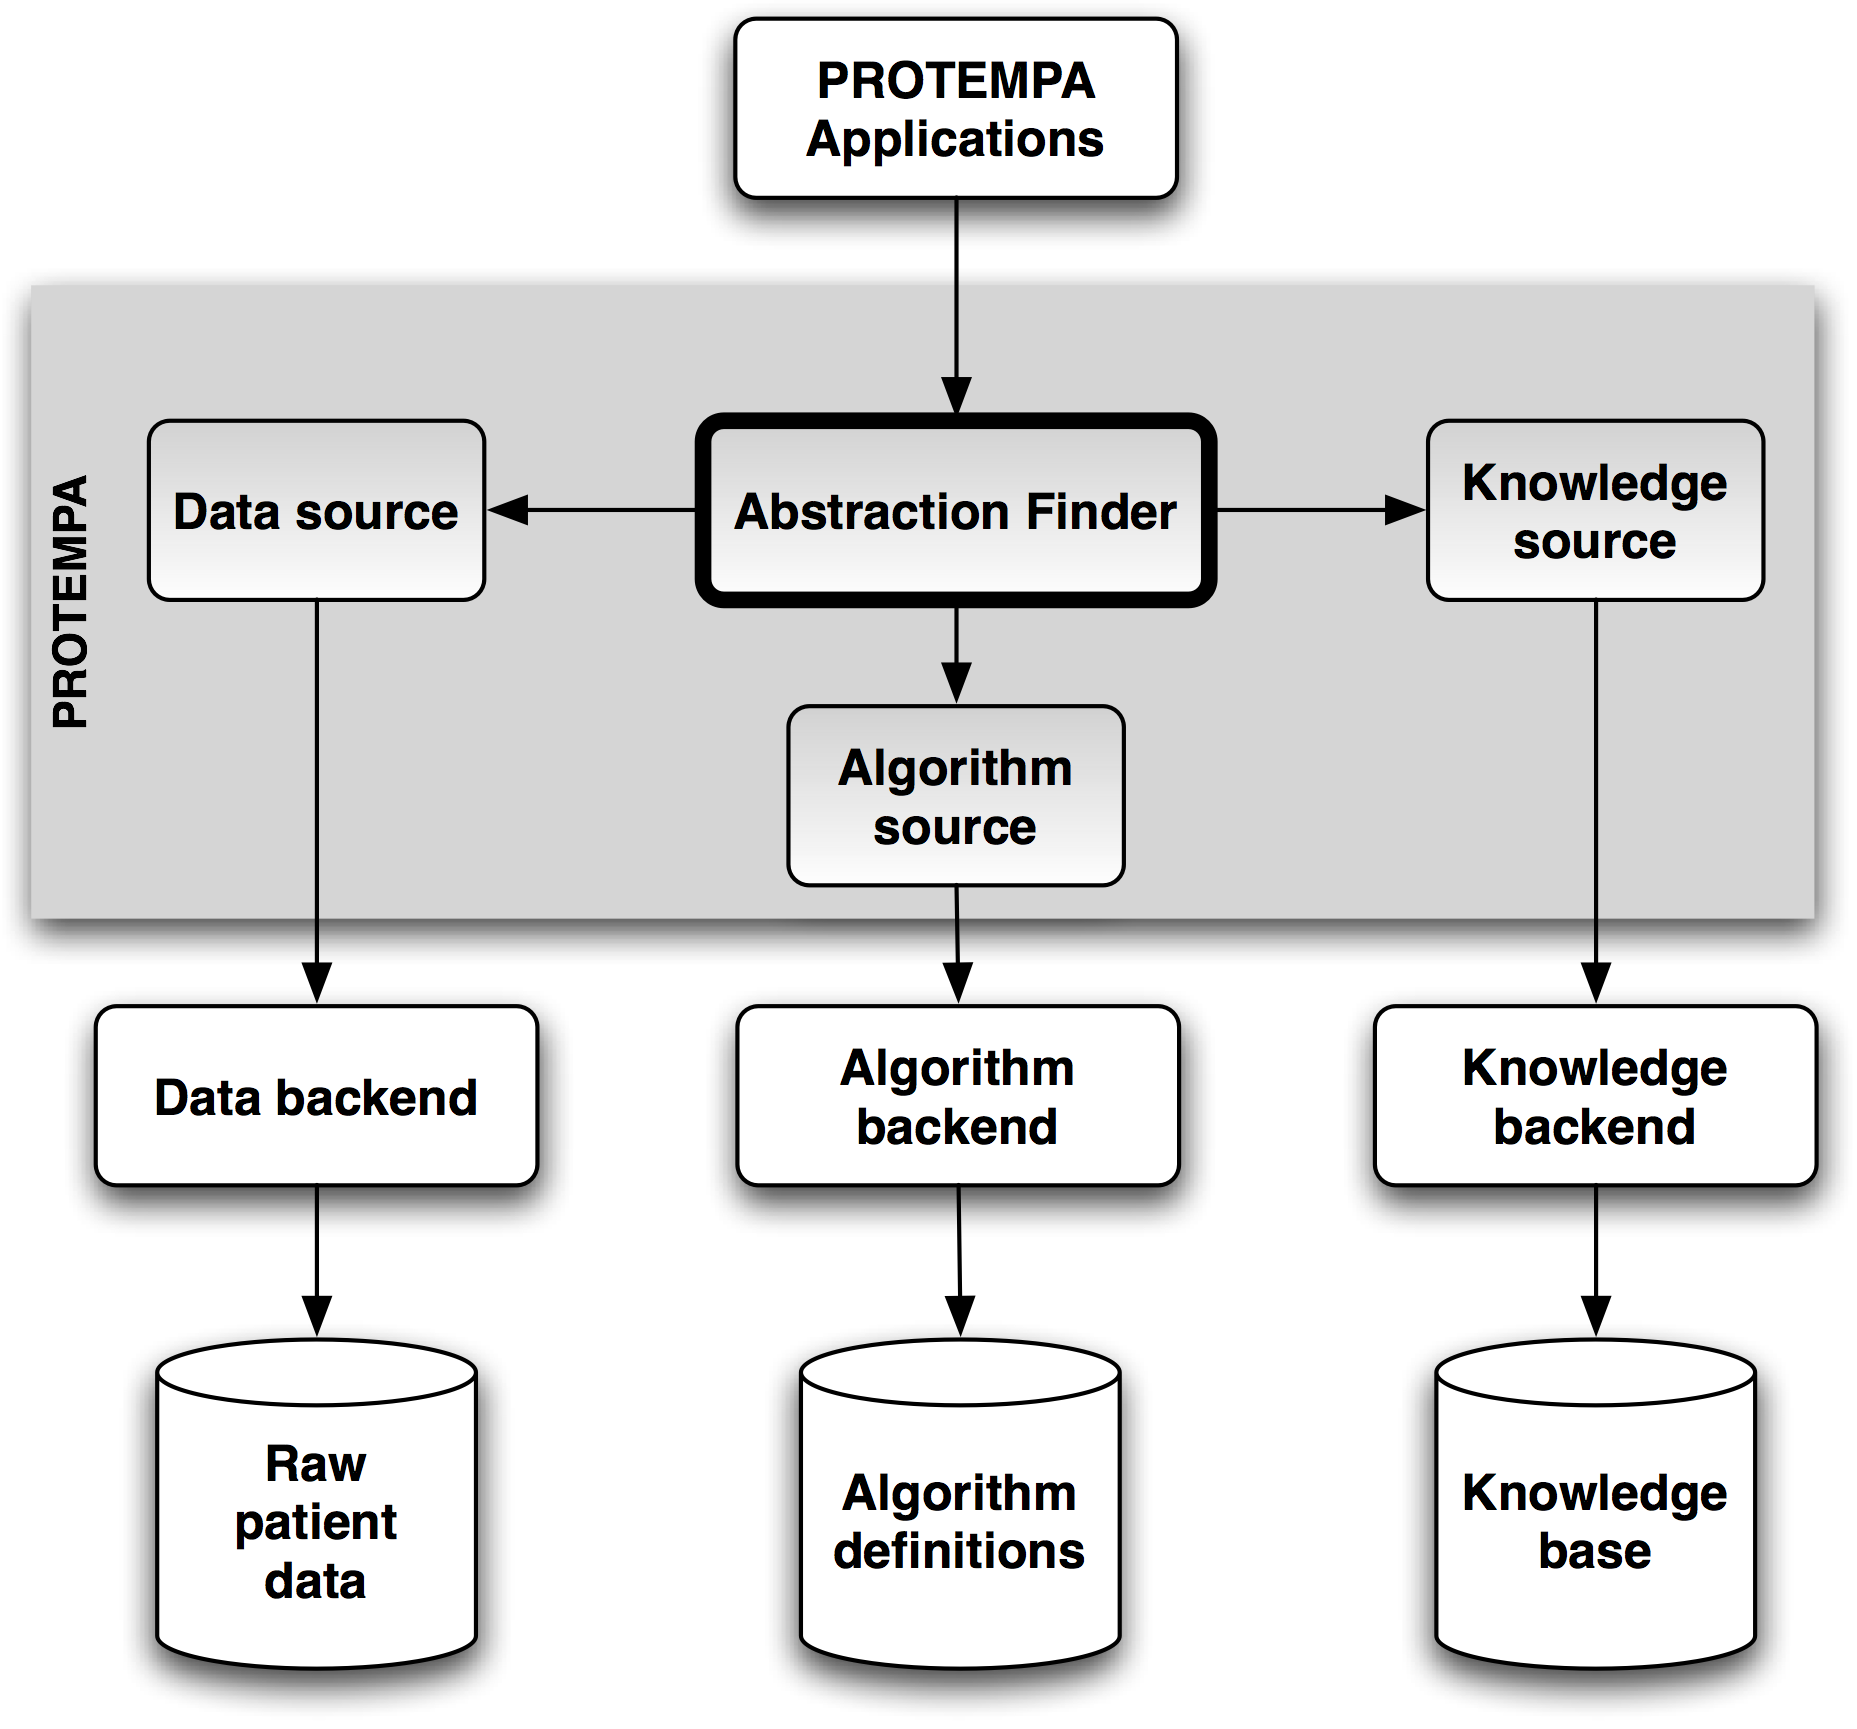 PROTEMPA
Applications
PROTEMPA
Data source
Abstraction Finder
Knowledge
source
Algorithm
source
Data backend
Algorithm
backend
Knowledge
backend
Raw
patient
data
Algorithm
definitions
Knowledge
base